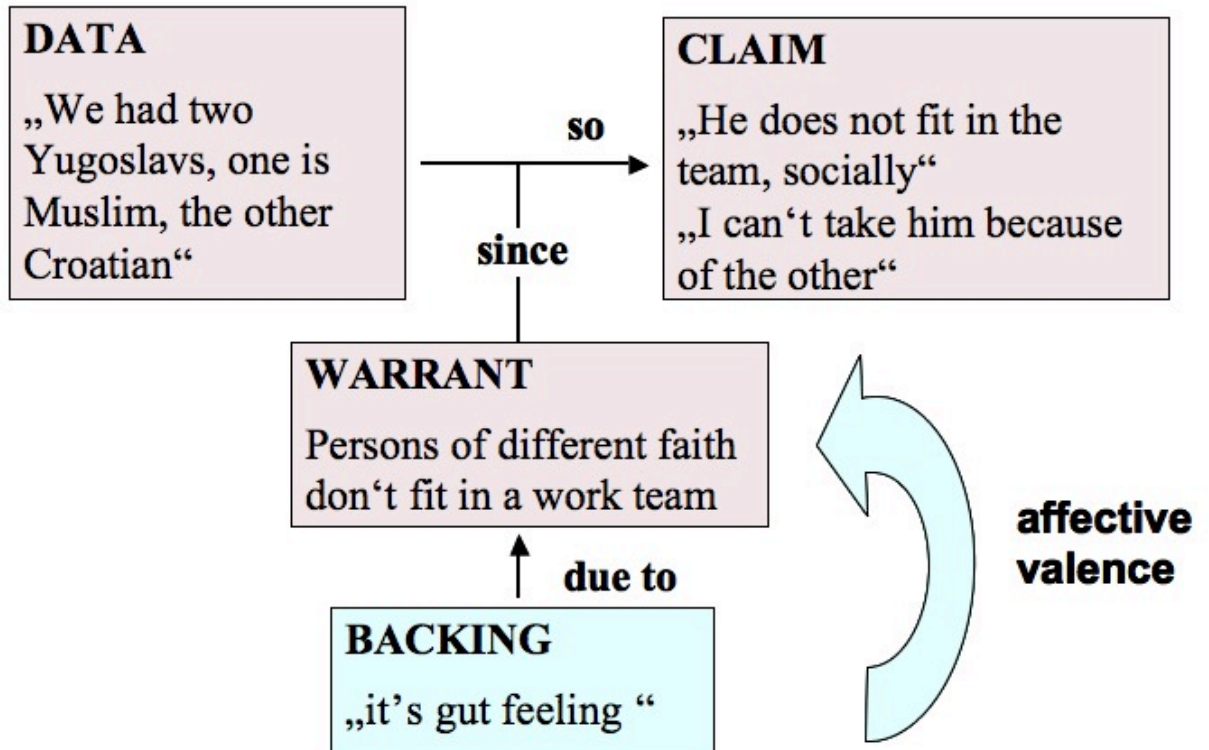 DATA
„We had two
Yugoslavs, one is
Muslim, the other
Croatian“
so
CLAIM
„He does not fit in the
team, socially“
„I can‘t take him because
of the other“
since
WARRANT
Persons of different faith
don‘t fit in a work team
affective
valence
due to
BACKING
„it’s gut feeling “